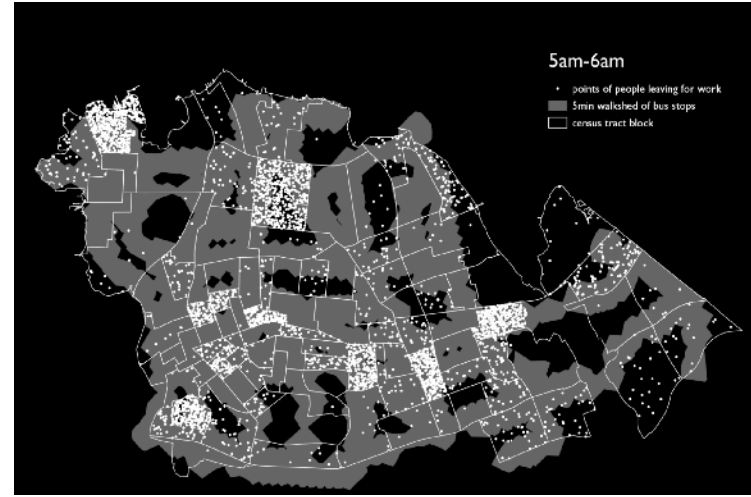 5am-6am
points of people leaving for work
5min walkshed of bus stops
census tract block